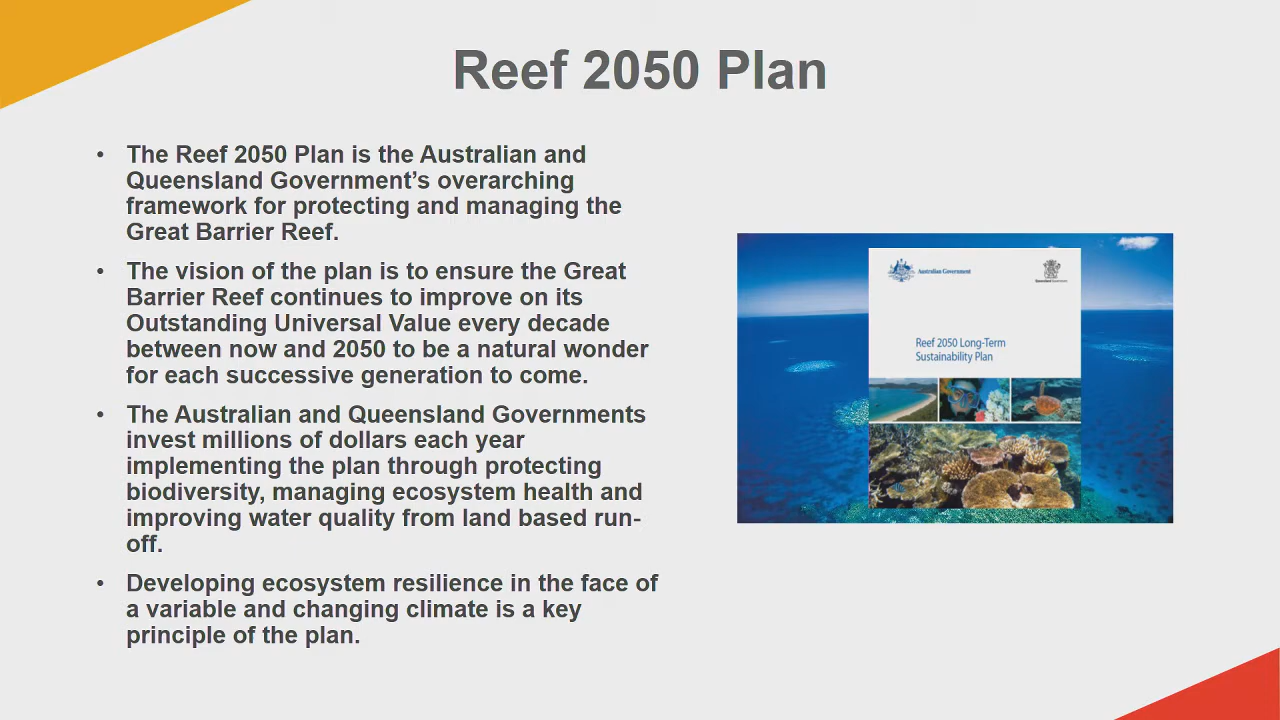 Reef 2050 Plan
• The Reef 2050 Plan is the Australian and
Queensland Government’s overarching
framework for protecting and managing the
Great Barrier Reef.
• The vision of the plan is to ensure the Great
Barrier Reef continues to improve on its
Outstanding Universal Value every decade
between now and 2050 to be a natural wonder
for each successive generation to come.
• The Australian and Queensland Governments
invest millions of dollars each year
implementing the plan through protecting
biodiversity, managing ecosystem health and
improving water quality from land based run-
off.
• Developing ecosystem resilience in the face of
a variable and changing climate is a key
principle of the plan.
Australian Government
Queensland Government
Reef 2050 Long-Term
Sustainability Plan